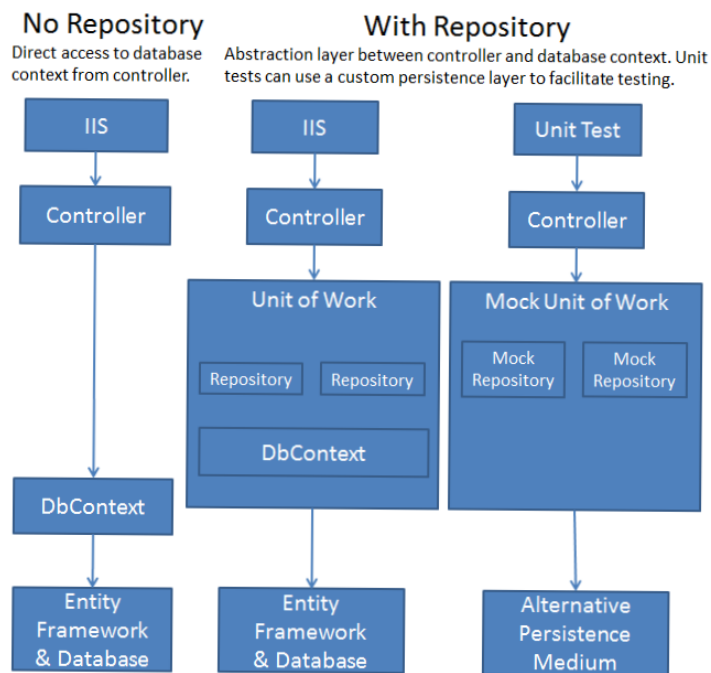 No Repository
Direct access to database
context from controller.
With Repository
Abstraction layer between controller and database context. Unit
tests can use a custom persistence layer to facilitate testing.
IIS
Controller
DbContext
Entity
Framework
& Database
IIS
Controller
Unit of Work
Repository
Repository
DbContext
Entity
Framework
& Database
Unit Test
Controller
Mock Unit of Work
Mock
Repository
Mock
Repository
Alternative
Persistence
Medium